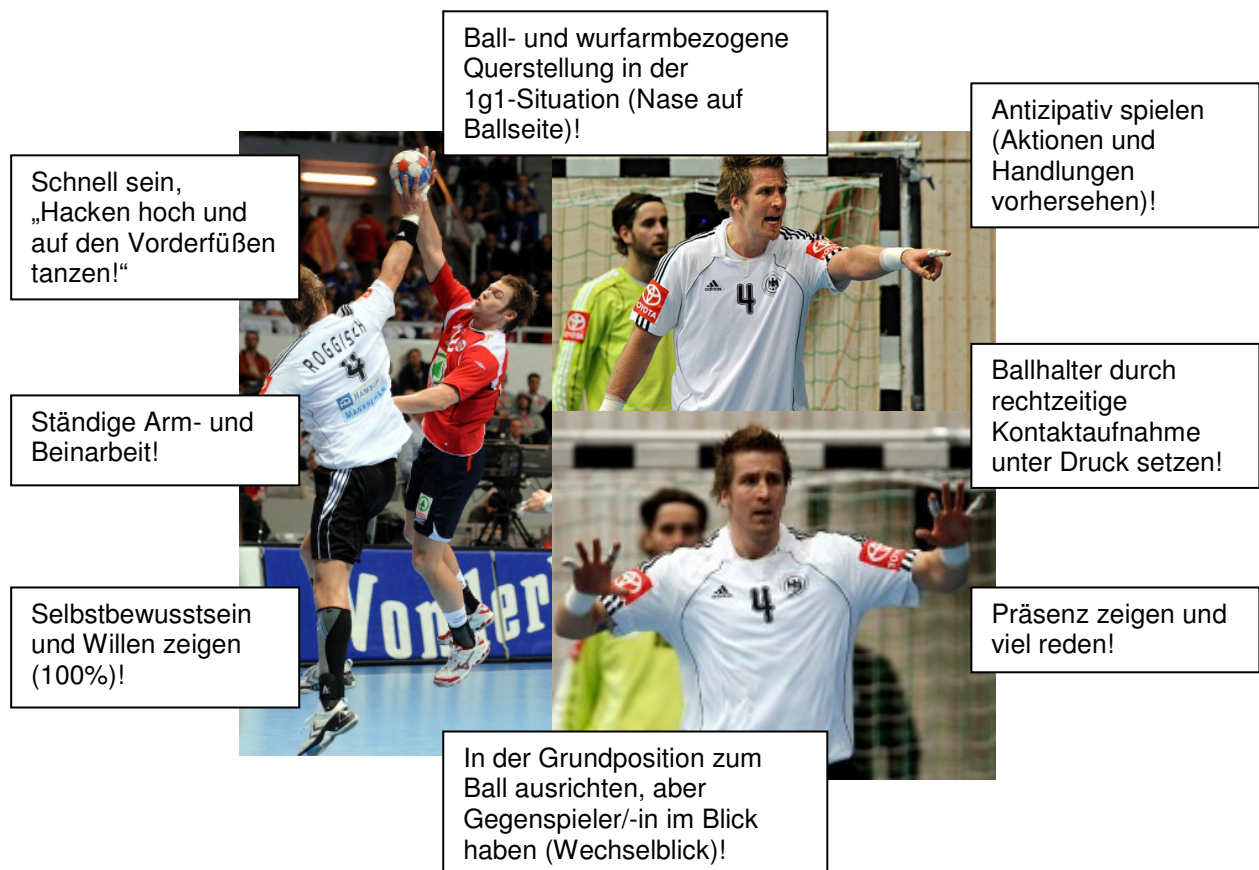 Ball- und wurfarmbezogene
Querstellung in der
1g1-Situation (Nase auf
Ballseite)!
Antizipativ spielen
(Aktionen und
Handlungen
vorhersehen)!
Schnell sein,
„Hacken hoch und
auf den Vorderfüßen
tanzen!“
Ballhalter durch
rechtzeitige
Kontaktaufnahme
unter Druck setzen!
Ständige Arm- und
Beinarbeit!
Selbstbewusstsein
und Willen zeigen
(100%)!
Präsenz zeigen und
viel reden!
In der Grundposition zum
Ball ausrichten, aber
Gegenspieler/-in im Blick
haben (Wechselblick)!
ROGGISCH
4
adidas
4
TOYOTA
TOYOTA
adidas
4
TOYOTA